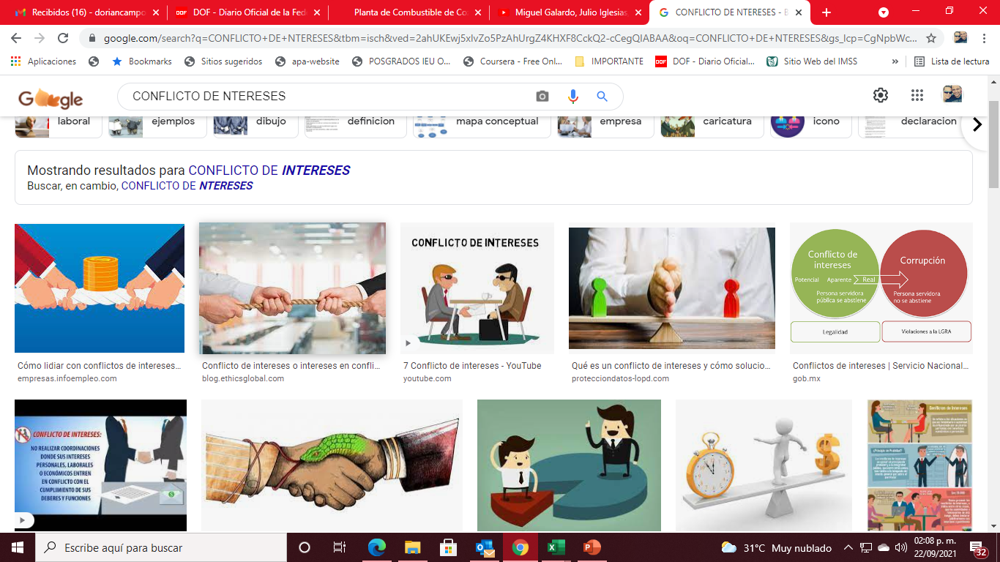 Recibidos (16) - doriancampo
DOF - Diario Oficial de la Fede
Planta de Combustible de Co
Miguel Galardo, Julio Iglesias
CONFLICTO DE NTERESES - B
google.com/search?q=CONFLICTO+DE+NTERESES&tbm=isch&ved=2ahUKEwj5xIvZo5PzAhUrgZ4KHXF8CckQ2-cCegQIABAA&oq=CONFLICTO+DE+NTERESES&gs_lcp=CgNpbWc...
Aplicaciones
Bookmarks
Sitios sugeridos
apa-website
POSGRADOS IEU O...
Coursera - Free Onl...
IMPORTANTE
DOF - Diario Oficial...
Sitio Web del IMSS
»
Lista de lectura
Google
CONFLICTO DE NTERESES
laboral
ejemplos
dibujo
definicion
mapa conceptual
empresa
caricatura
icono
declaracion
Mostrando resultados para CONFLICTO DE INTERESES
Buscar, en cambio, CONFLICTO DE NTERESES
CONFLICTO DE INTERESES
Conflicto de
intereses
Potencial Aparente Real
Persona servidora
pública se abstiene
Corrupción
Persona servidora
no se abstiene
Legalidad
Violaciones a la LGRA
Cómo lidiar con conflictos de intereses...
empresas.infoempleo.com
Conflicto de intereses o intereses en confli...
blog.ethicsglobal.com
7 Conflicto de intereses - YouTube
youtube.com
Qué es un conflicto de intereses y cómo solucio...
protecciondatos-lopd.com
Conflictos de intereses | Servicio Nacional...
gob.mx
CONFLICTO DE INTERESES:
NO REALIZAR COORDINACIONES
DONDE SUS INTERESES
PERSONALES, LABORALES
O ECONÓMICOS ENTREN
EN CONFLICTO CON EL
CUMPLIMIENTO DE SUS
DEBERES Y FUNCIONES
Conflictos de Intereses
Escribe aquí para buscar
31°C Muy nublado
02:08 p. m.
22/09/2021
32